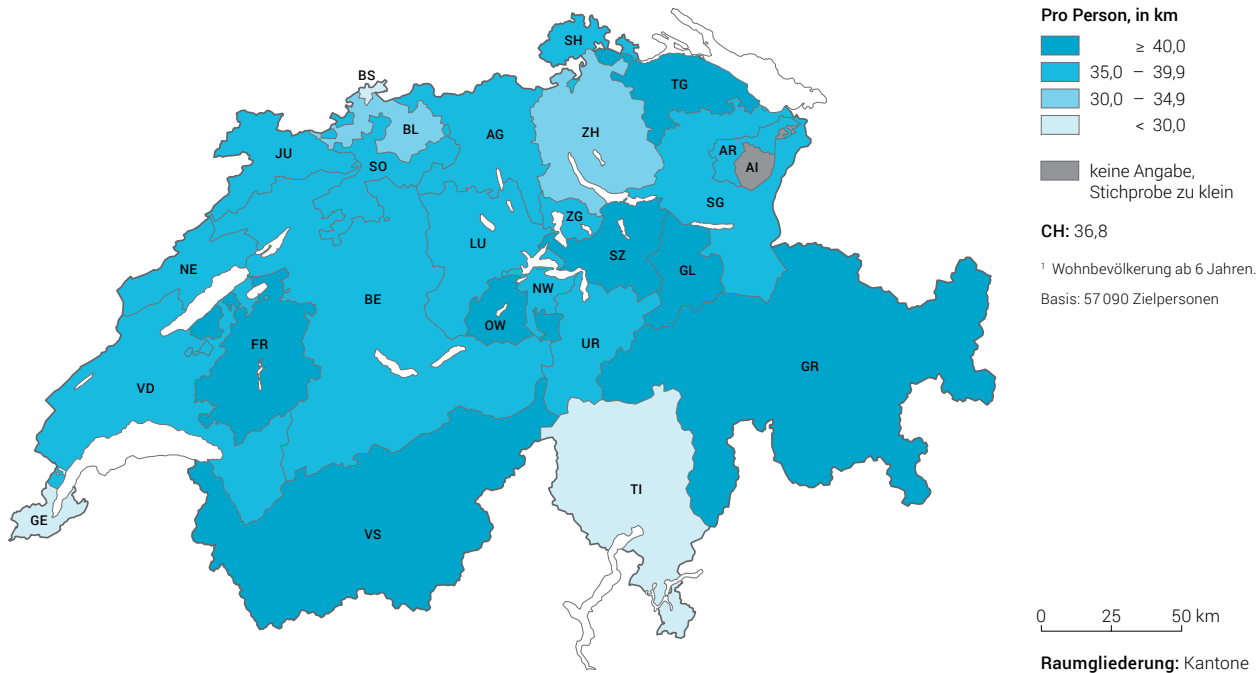 SH
BS
TG
BL
AG
ZH
JU
SO
AR
AI
SG
ZG
LU
SZ
NE
GL
NW
BE
OW
UR
FR
GR
VD
TI
GE
VS
Pro Person, in km
≥ 40,0
35,0 – 39,9
30,0 – 34,9
< 30,0
keine Angabe,
Stichprobe zu klein
CH: 36,8
¹ Wohnbevölkerung ab 6 Jahren.
Basis: 57 090 Zielpersonen
0 25 50 km
Raumgliederung: Kantone